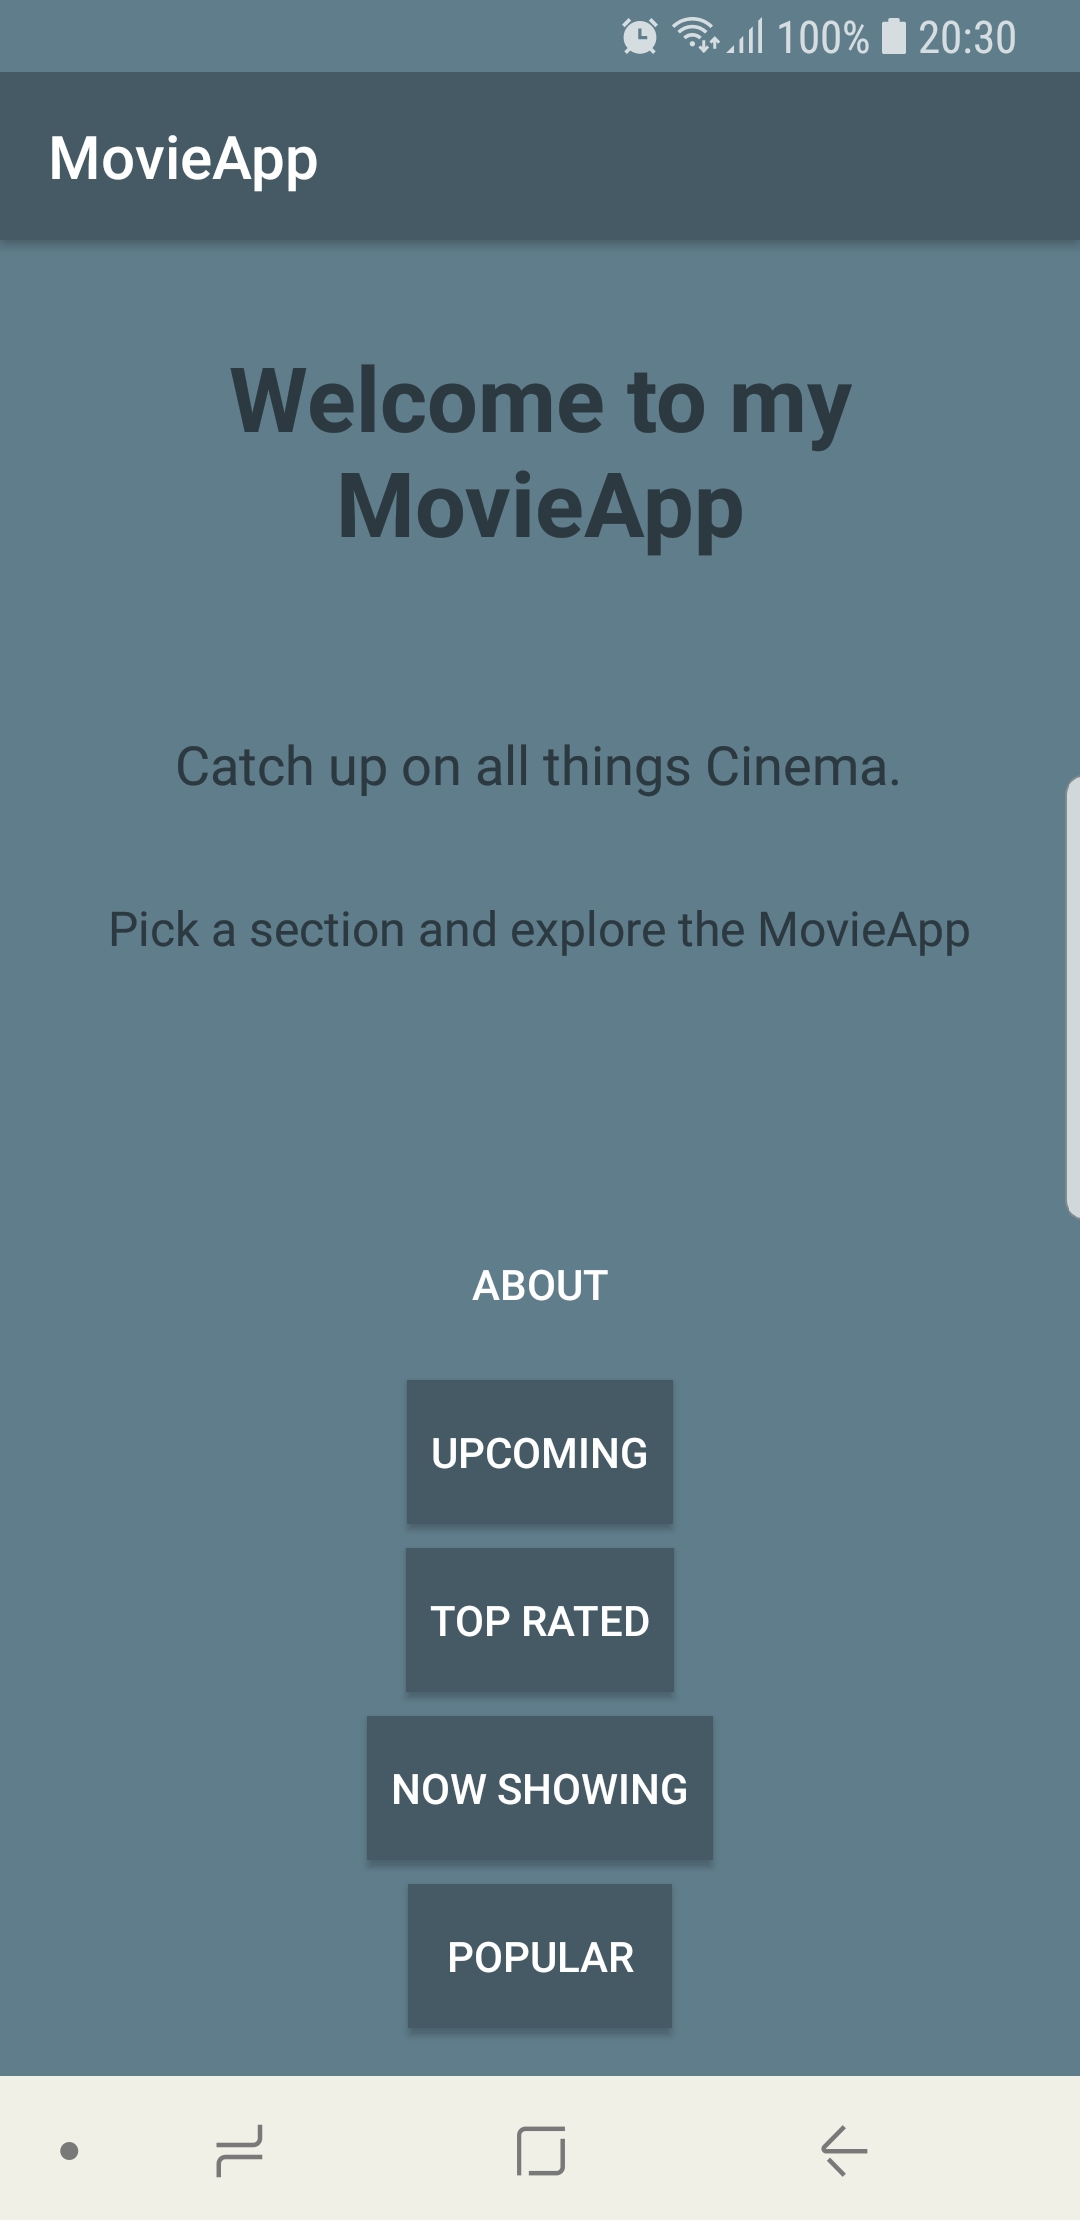 100% 20:30
MovieApp
Welcome to my
MovieApp
Catch up on all things Cinema.
Pick a section and explore the MovieApp
ABOUT
UPCOMING
TOP RATED
NOW SHOWING
POPULAR